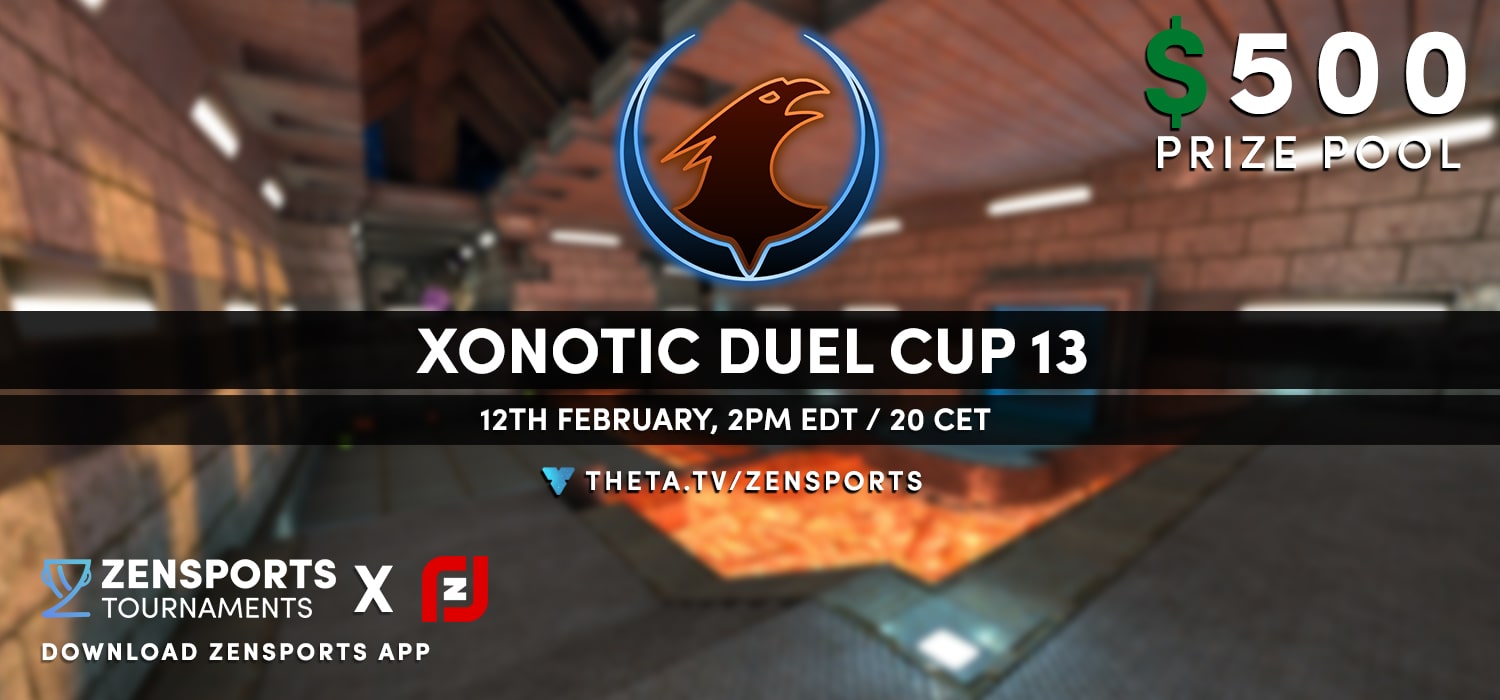 $500
PRIZE POOL
XONOTIC DUEL CUP 13
12TH FEBRUARY, 2PM EDT / 20 CET
THETA.TV/ZENSPORTS
ZENSPORTS
TOURNAMENTS
X
Z
DOWNLOAD ZENSPORTS APP